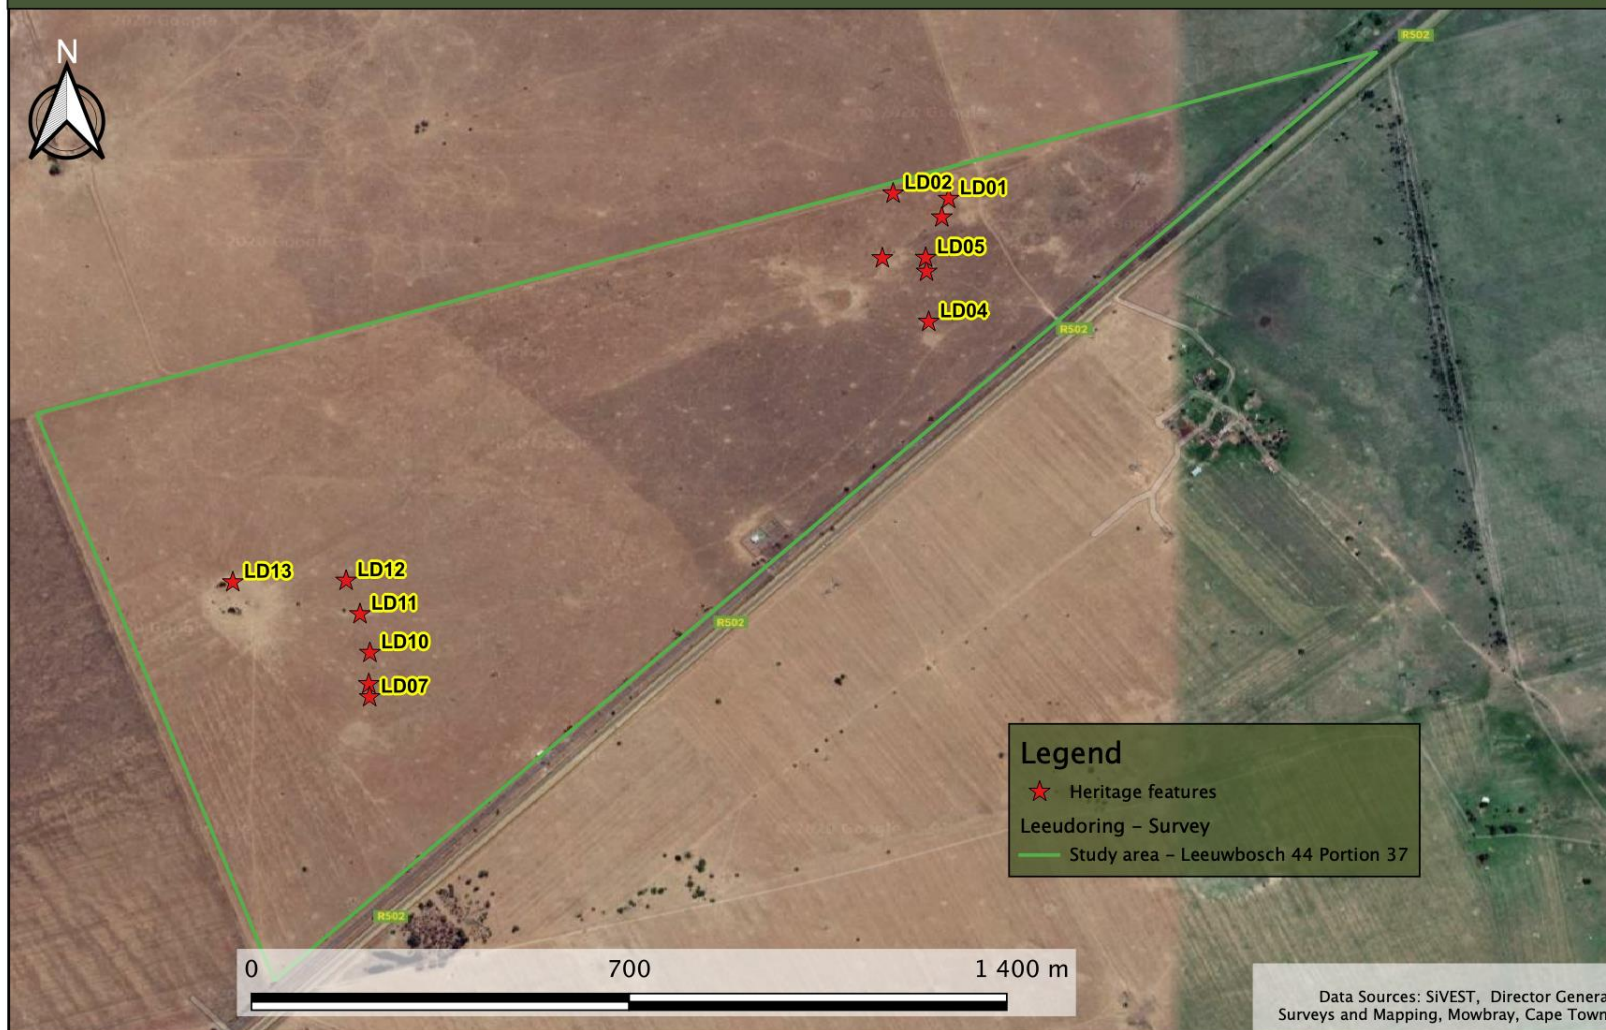 N
R502
LD02
LD01
LD05
LD04
R502
LD13
LD12
LD11
LD10
LD07
R502
R502
Legend
Heritage features
Leeudoring – Survey
Study area – Leeuwbosch 44 Portion 37
0 700 1 400 m
Data Sources: SiVEST, Director Genera
Surveys and Mapping, Mowbray, Cape Town